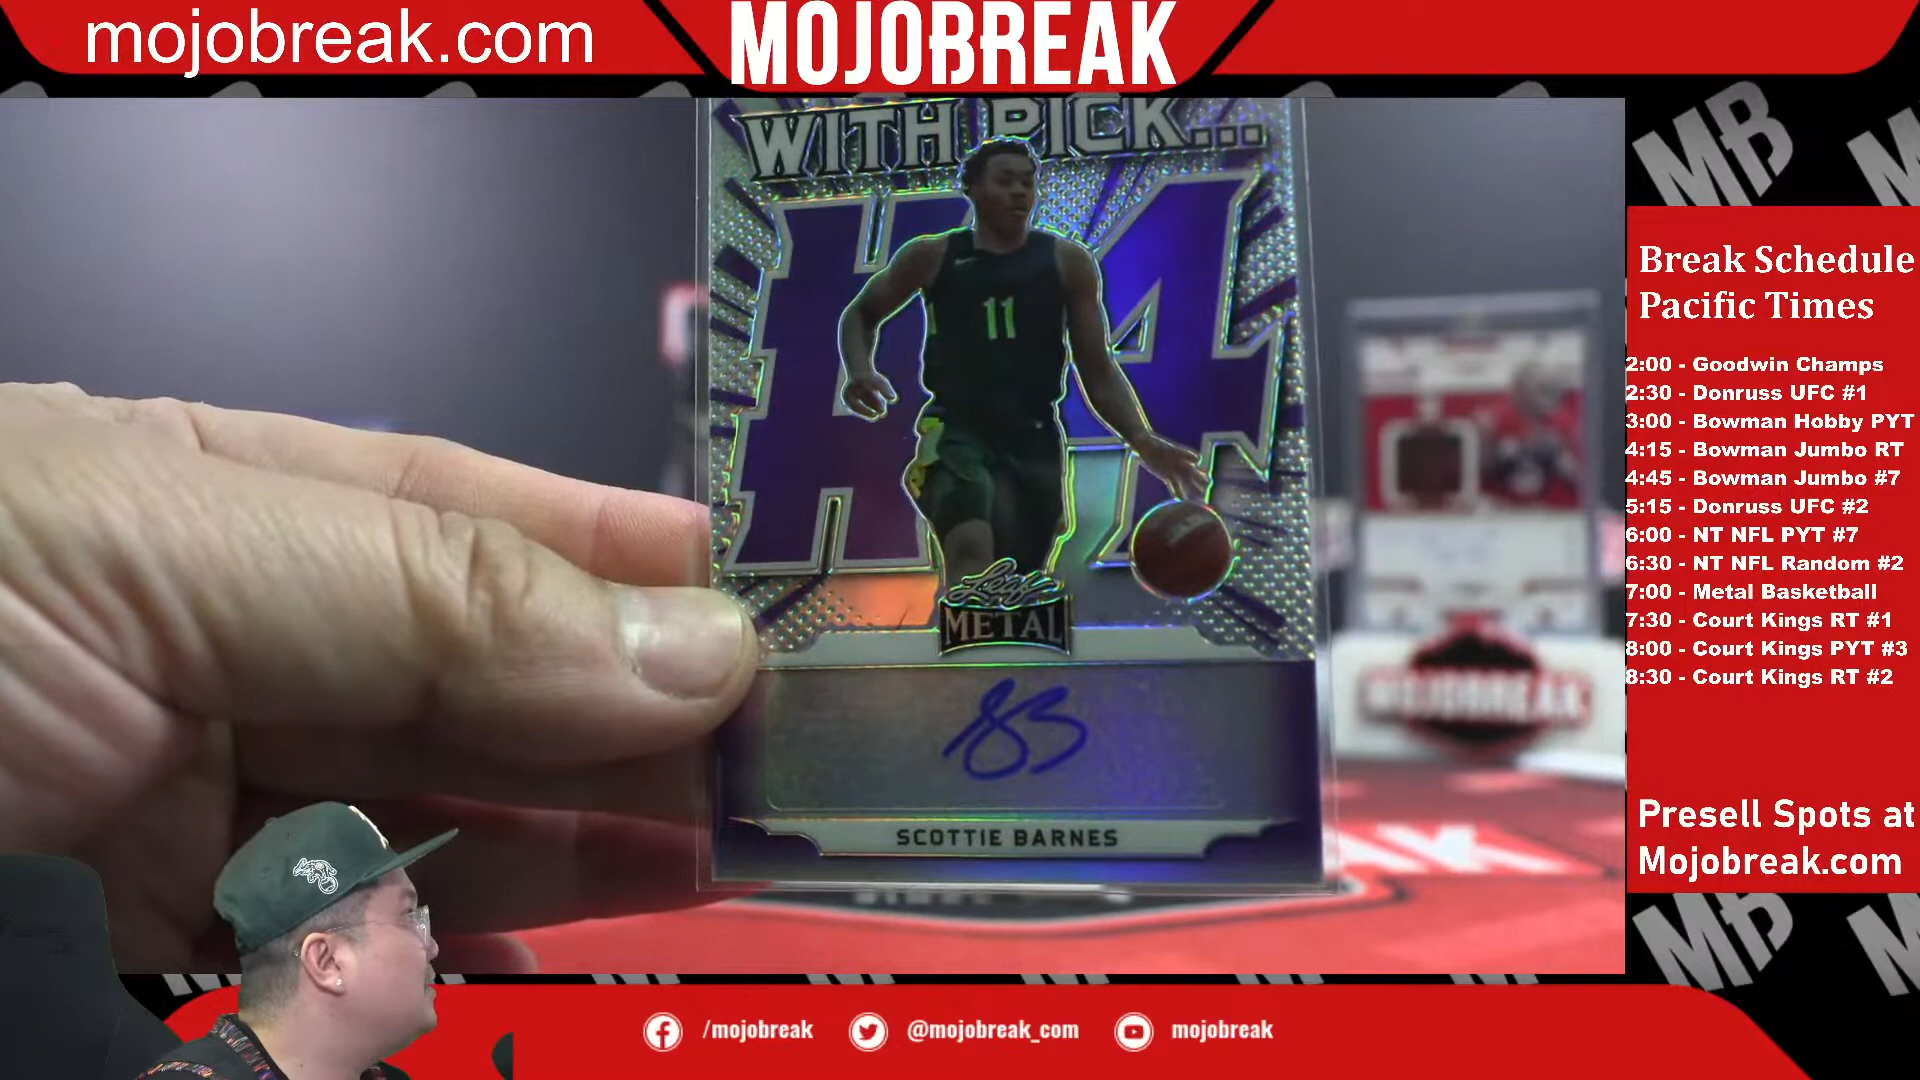 mojobreak.com
MOJOBREAK
WITH PICK...
#4
11
Leaf
METAL
SCOTTIE BARNES
MOJOBREAK
MB
Break Schedule
Pacific Times
2:00 - Goodwin Champs
2:30 - Donruss UFC #1
3:00 - Bowman Hobby PYT
4:15 - Bowman Jumbo RT
4:45 - Bowman Jumbo #7
5:15 - Donruss UFC #2
6:00 - NT NFL PYT #7
6:30 - NT NFL Random #2
7:00 - Metal Basketball
7:30 - Court Kings RT #1
8:00 - Court Kings PYT #3
8:30 - Court Kings RT #2
Presell Spots at
Mojobreak.com
MB
/mojobreak
@mojobreak_com
mojobreak